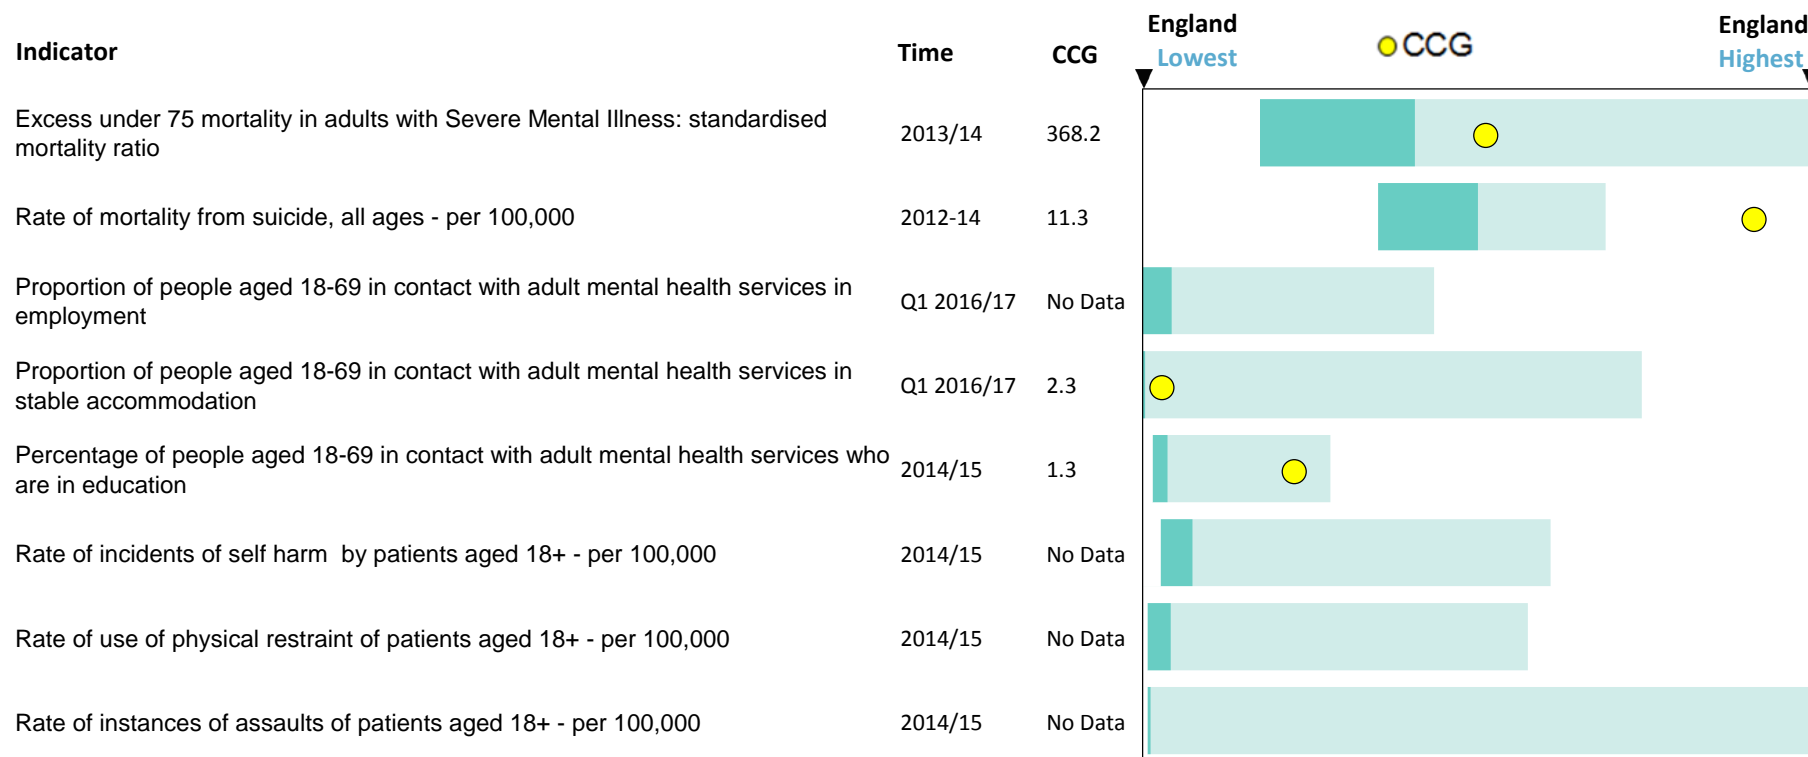 Indicator Time CCG England Lowest CCG England Highest
Excess under 75 mortality in adults with Severe Mental Illness: standardised
mortality ratio
2013/14 368.2
Rate of mortality from suicide, all ages - per 100,000 2012-14 11.3
Proportion of people aged 18-69 in contact with adult mental health services in
employment
Q1 2016/17 No Data
Proportion of people aged 18-69 in contact with adult mental health services in
stable accommodation
Q1 2016/17 2.3
Percentage of people aged 18-69 in contact with adult mental health services who
are in education
2014/15 1.3
Rate of incidents of self harm  by patients aged 18+ - per 100,000 2014/15 No Data
Rate of use of physical restraint of patients aged 18+ - per 100,000 2014/15 No Data
Rate of instances of assaults of patients aged 18+ - per 100,000 2014/15 No Data